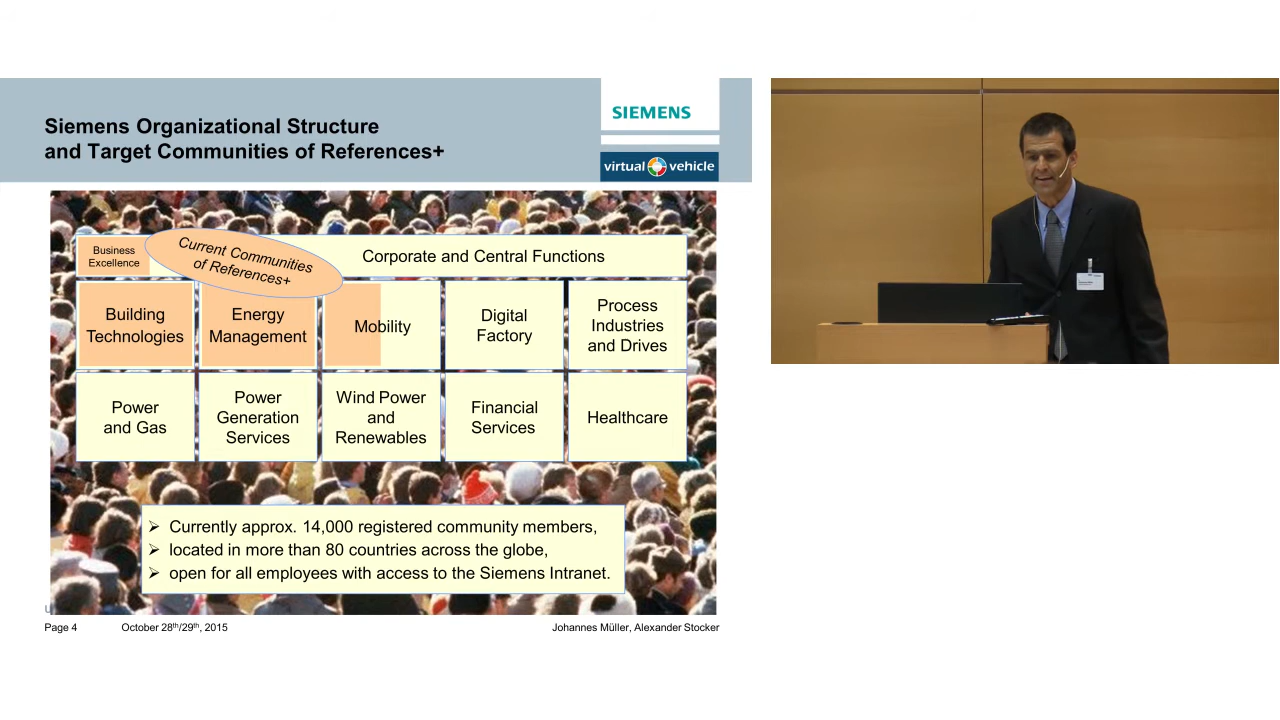 Siemens Organizational Structure
and Target Communities of References+
SIEMENS
virtual vehicle
Business
Excellence
Current Communities
of References+
Corporate and Central Functions
Building
Technologies
Energy
Management
Mobility
Digital
Factory
Process
Industries
and Drives
Power
and Gas
Power
Generation
Services
Wind Power
and
Renewables
Financial
Services
Healthcare
➢ Currently approx. 14,000 registered community members,
➢ located in more than 80 countries across the globe,
➢ open for all employees with access to the Siemens Intranet.
Page 4
October 28th/29th, 2015
Johannes Müller, Alexander Stocker